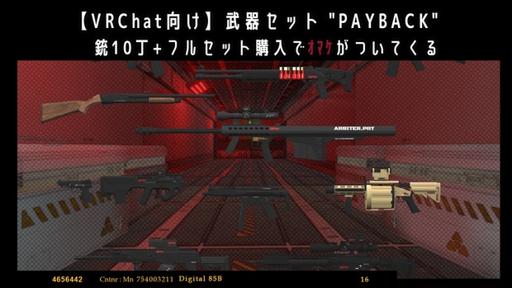 【VRChat向け】武器セット "PAYBACK"
銃10丁+フルセット購入でオマケがついてくる
ARBITER.PRT
4656442 Cntnr: Mn 754003211 Digital 85B 16